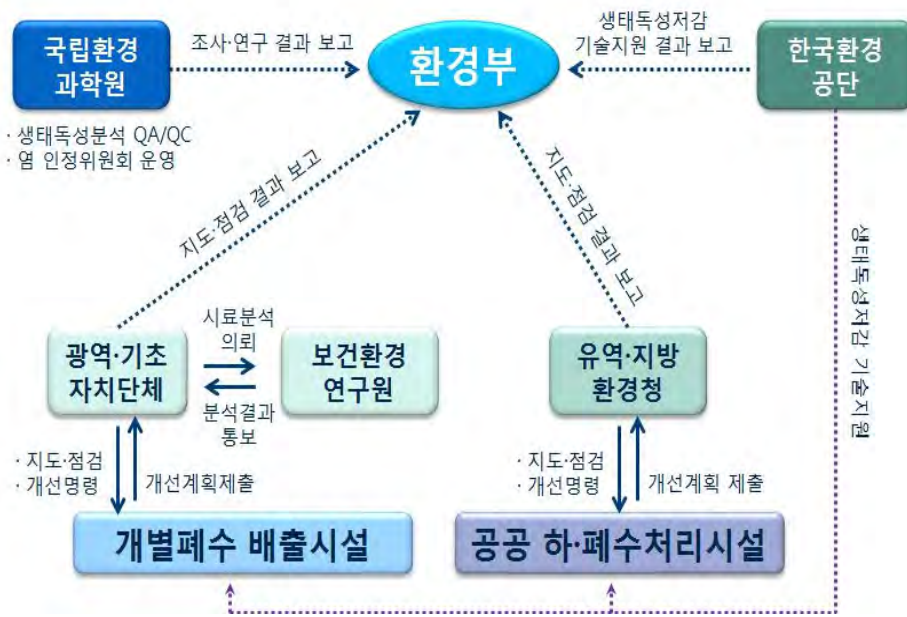 국립환경
과학원
조사·연구 결과 보고
환경부
생태독성저감
기술지원 결과 보고
한국환경
공단
· 생태독성분석 QA/QC
· 염 인정위원회 운영
지도·점검 결과 보고
지도·점검 결과 보고
생태독성저감 기술지원
광역·기초
자치단체
시료분석
의뢰
분석결과
통보
보건환경
연구원
유역·지방
환경청
· 지도·점검
· 개선명령
개선계획제출
· 지도·점검
· 개선명령
개선계획 제출
개별폐수 배출시설
공공 하·폐수처리시설